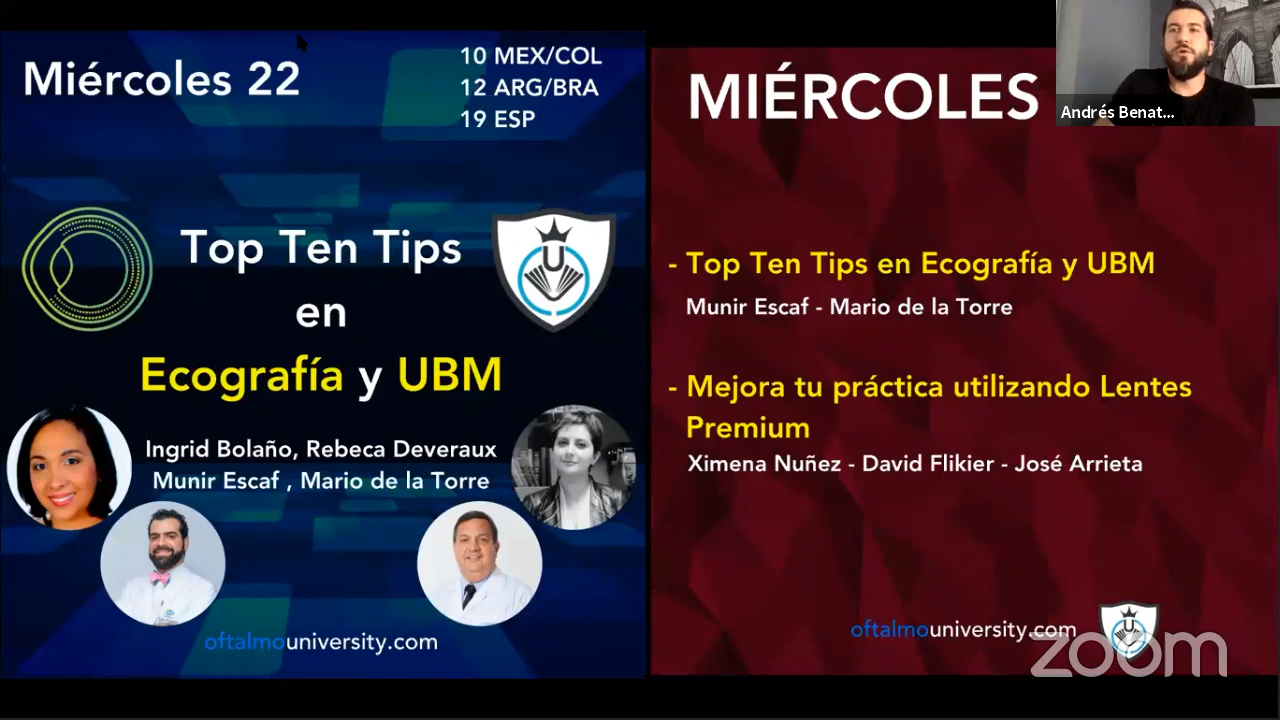 Miércoles 22
10 MEX/COL
12 ARG/BRA
19 ESP
Top Ten Tips
en
Ecografía y UBM
Ingrid Bolaño, Rebeca Deveraux
Munir Escaf , Mario de la Torre
oftalmouniversity.com
MIÉRCOLES
- Top Ten Tips en Ecografía y UBM
Munir Escaf - Mario de la Torre
- Mejora tu práctica utilizando Lentes
Premium
Ximena Nuñez - David Flikier - José Arrieta
oftalmouniversity.com
U
U
zoom
Andrés Benat...